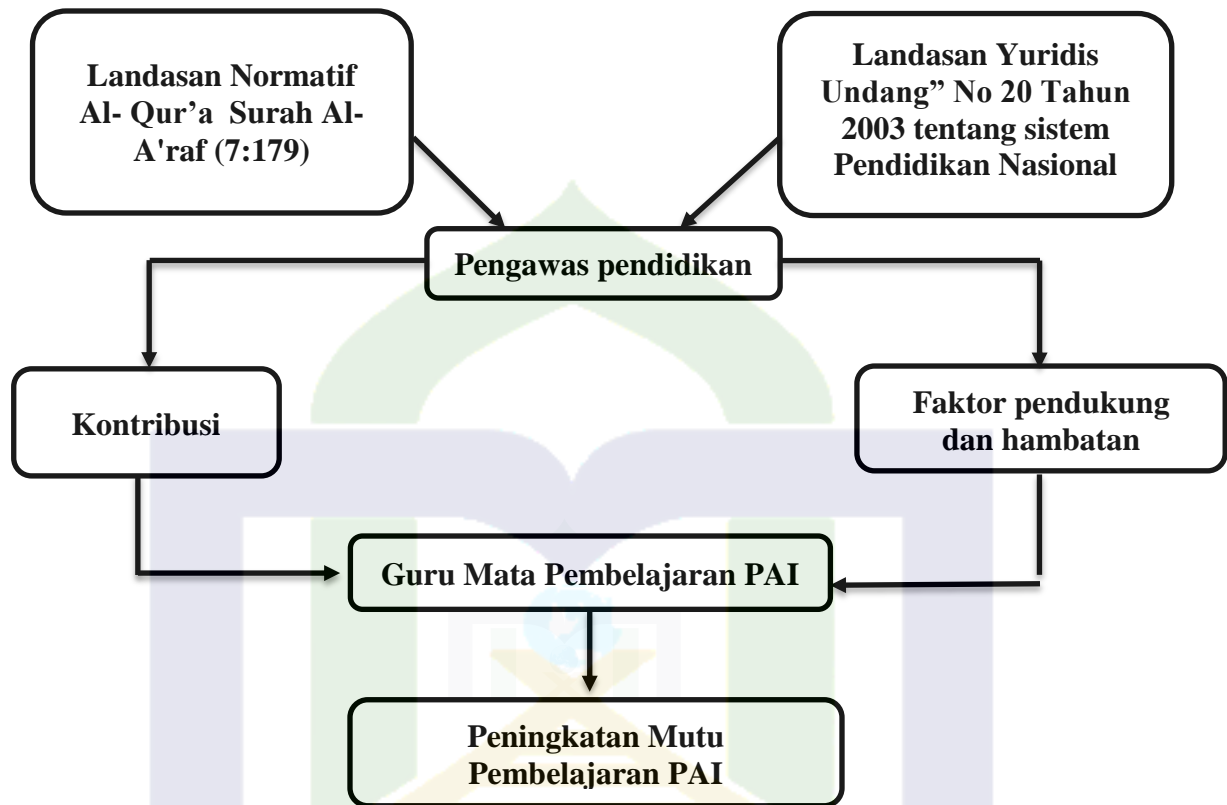 Landasan Normatif
Al- Qur’a Surah Al-
A'raf (7:179)
Landasan Yuridis
Undang” No 20 Tahun
2003 tentang sistem
Pendidikan Nasional
Pengawas pendidikan
Kontribusi
Faktor pendukung
dan hambatan
Guru Mata Pembelajaran PAI
Peningkatan Mutu
Pembelajaran PAI